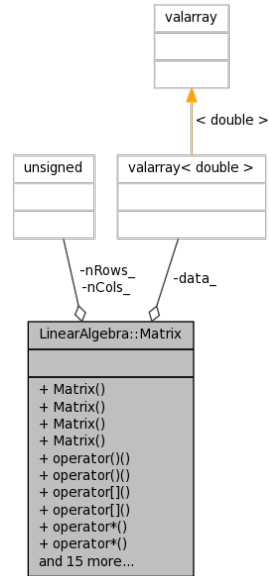 valarray
< double >
unsigned
valarray< double >
-nRows_
-nCols_
-data_
LinearAlgebra::Matrix
+ Matrix()
+ Matrix()
+ Matrix()
+ Matrix()
+ operator()()
+ operator()()
+ operator[]()
+ operator[]()
+ operator*()
+ operator*()
and 15 more...